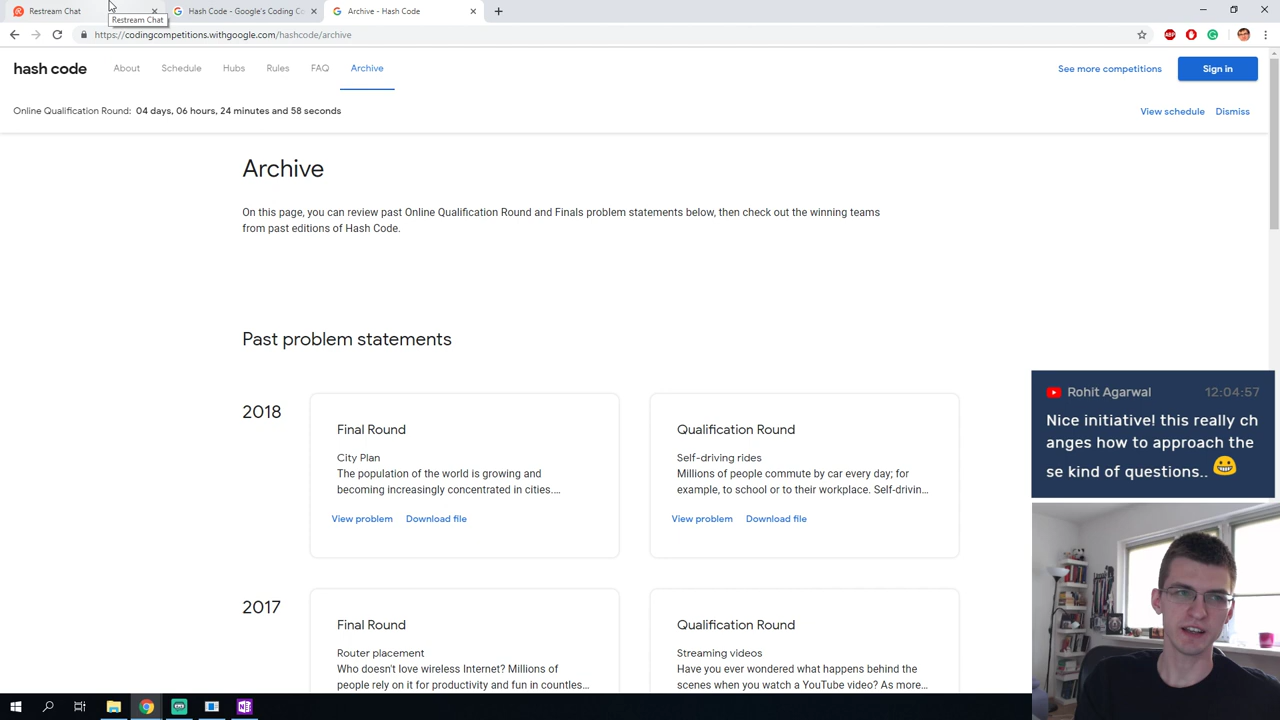 Restream Chat
Hash Code - Google's Coding Co
Archive - Hash Code
Restream Chat
https://codingcompetitions.withgoogle.com/hashcode/archive
ABP
hash code
About
Schedule
Hubs
Rules
FAQ
Archive
See more competitions
Sign in
Online Qualification Round: 04 days, 06 hours, 24 minutes and 58 seconds
View schedule
Dismiss
Archive
On this page, you can review past Online Qualification Round and Finals problem statements below, then check out the winning teams
from past editions of Hash Code.
Past problem statements
2018
Final Round
City Plan
The population of the world is growing and
becoming increasingly concentrated in cities....
View problem
Download file
Qualification Round
Self-driving rides
Millions of people commute by car every day; for
example, to school or to their workplace. Self-drivin...
View problem
Download file
2017
Final Round
Router placement
Who doesn't love wireless Internet? Millions of
people rely on it for productivity and fun in countles...
Qualification Round
Streaming videos
Have you ever wondered what happens behind the
scenes when you watch a YouTube video? As more...
Rohit Agarwal
12:04:57
Nice initiative! this really ch
anges how to approach the
se kind of questions.. 😀